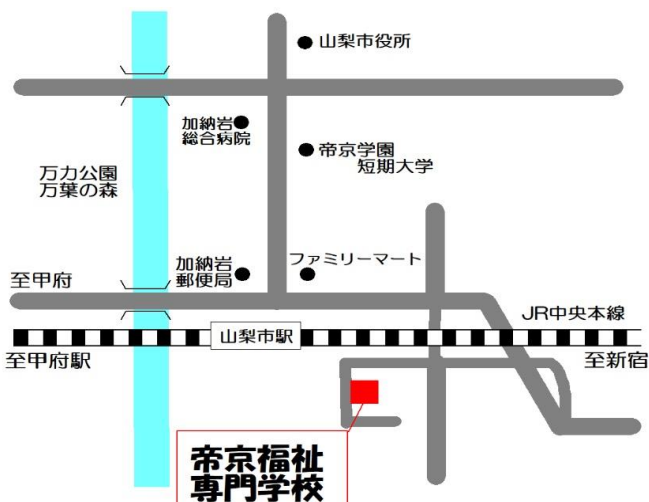 山梨市役所
加納岩
総合病院
帝京学園
短期大学
万力公園
万葉の森
加納岩
郵便局
ファミリーマート
至甲府
JR中央本線
山梨市駅
至甲府駅
至新宿
帝京福祉
専門学校